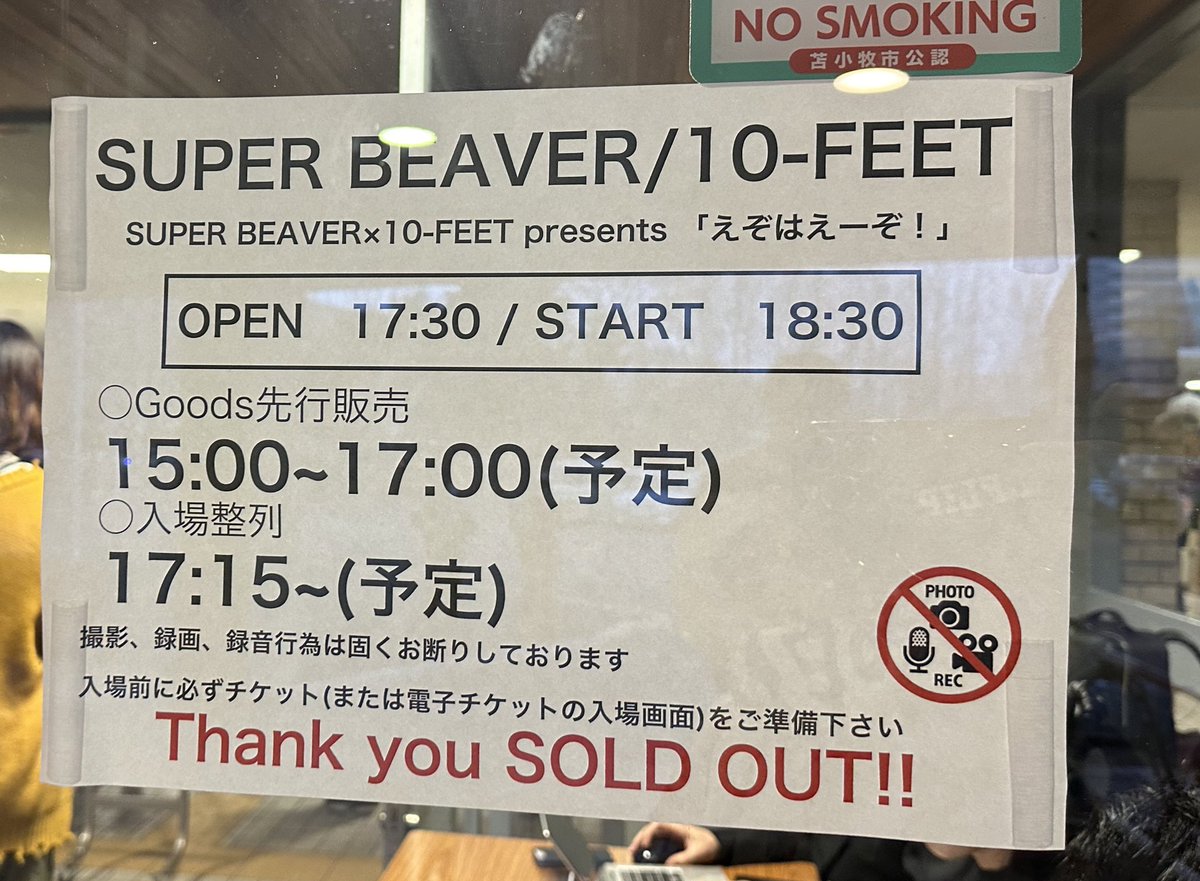 NO SMOKING
苫小牧市公認
SUPER BEAVER/10-FEET
SUPER BEAVER×10-FEET presents 「えぞはえーぞ！」
OPEN 17:30 / START 18:30
○Goods先行販売
15:00~17:00(予定)
○入場整列
17:15~(予定)
PHOTO
REC
撮影、録画、録音行為は固くお断りしております
入場前に必ずチケット(または電子チケットの入場画面)をご準備下さい
Thank you SOLD OUT!!